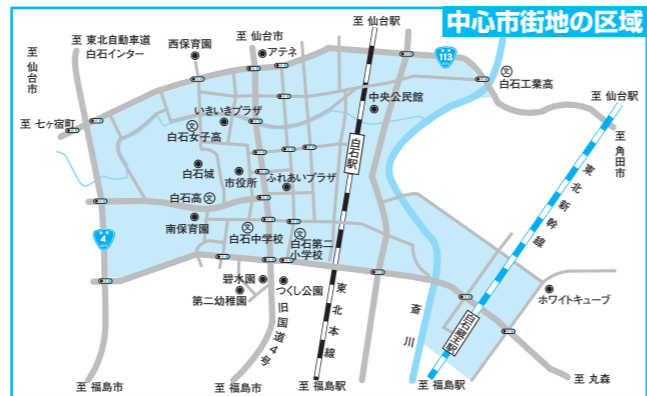 中心市街地の区域
至 仙台駅
至 仙台市
至 東北自動車道
白石インター
西保育園
アテネ
至 仙台市
113
白石工業高
中央公民館
至 仙台駅
いきいきプラザ
至 七ヶ宿町
白石女子高
白石駅
至 角田市
白石城
市役所
ふれあいプラザ
東北新幹線
白石高
南保育園
白石中学校
白石第二
小学校
4
碧水園
第二幼稚園
つくし公園
旧国道4号
東北本線
斎川
ホワイトキューブ
白石蔵王駅
至 福島市
至 福島市
至 福島駅
至 福島駅
至 丸森